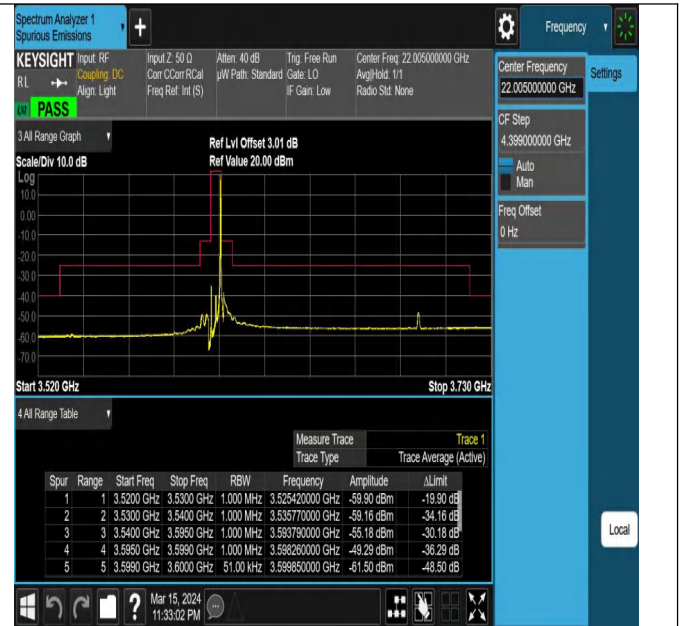 Spectrum Analyzer 1
Spurious Emissions
Frequency
KEYSIGHT
RL
Input: RF
Coupling: DC
Align: Light
Input Z: 50 Ω
Corr CCorr RCal
Freq Ref: Int (S)
Atten: 40 dB
µW Path: Standard
Trig: Free Run
Gate: LO
IF Gain: Low
Center Freq: 22.005000000 GHz
Avg|Hold: 1/1
Radio Std: None
PASS
Center Frequency
22.005000000 GHz
Settings
CF Step
4.399000000 GHz
Auto
Man
Freq Offset
0 Hz
3 All Range Graph
Scale/Div 10.0 dB
Ref Lvl Offset 3.01 dB
Ref Value 20.00 dBm
Log
10.0
0.00
-10.0
-20.0
-30.0
-40.0
-50.0
-60.0
-70.0
Start 3.520 GHz
Stop 3.730 GHz
4 All Range Table
Measure Trace Trace 1
Trace Type Trace Average (Active)
Spur Range Start Freq Stop Freq RBW Frequency Amplitude ΔLimit
1 1 3.5200 GHz 3.5300 GHz 1.000 MHz 3.525420000 GHz -59.90 dBm -19.90 dB
2 2 3.5300 GHz 3.5400 GHz 1.000 MHz 3.535770000 GHz -59.16 dBm -34.16 dB
3 3 3.5400 GHz 3.5950 GHz 1.000 MHz 3.593790000 GHz -55.18 dBm -30.18 dB
4 4 3.5950 GHz 3.5990 GHz 1.000 MHz 3.598260000 GHz -49.29 dBm -36.29 dB
5 5 3.5990 GHz 3.6000 GHz 51.00 kHz 3.599850000 GHz -61.50 dBm -48.50 dB
Local
?
Mar 15, 2024
11:33:02 PM